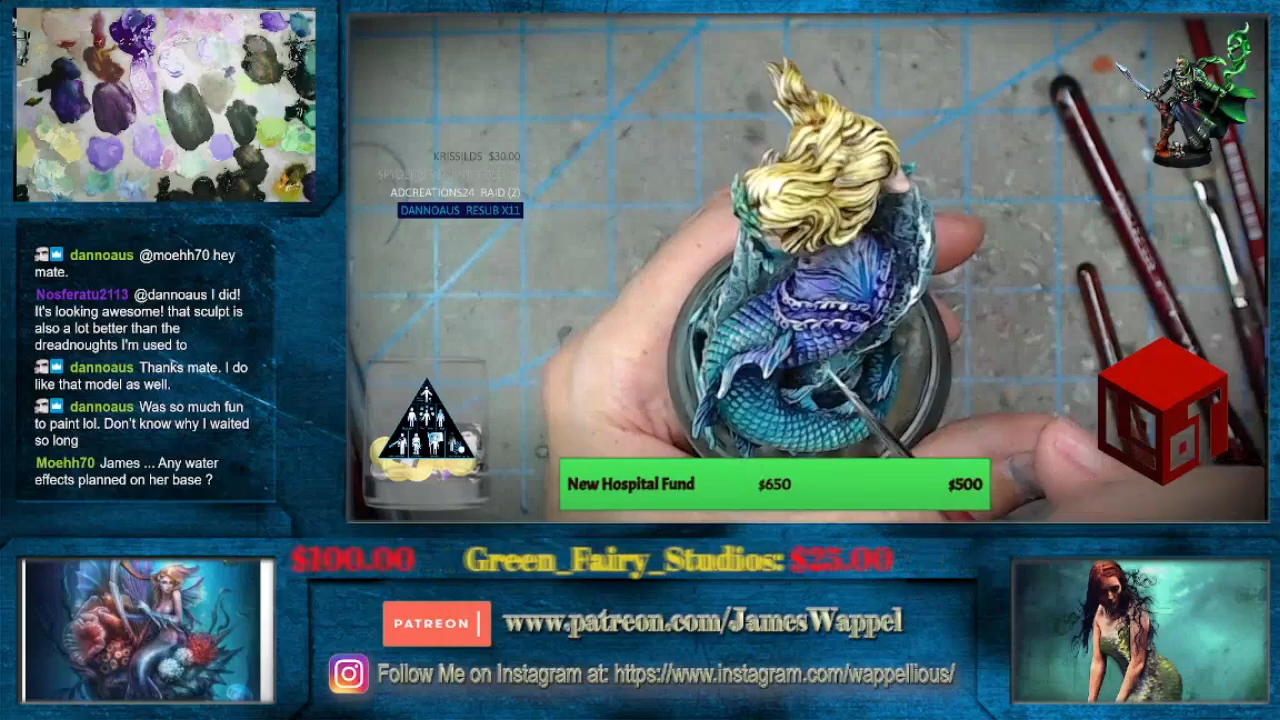 KRISSILDS $30.00
ADCREATIONS24 RAID (2)
DANNOAUS RESUB X11
dannoaus @moehh70 hey
mate.
Nosferatu2113 @dannoaus I did!
It's looking awesome! that sculpt is
also a lot better than the
dreadnoughts I'm used to
dannoaus Thanks mate. I do
like that model as well.
dannoaus Was so much fun
to paint lol. Don't know why I waited
so long
Moehh70 James ... Any water
effects planned on her base ?
New Hospital Fund $650 $500
$100.00 Green_Fairy_Studios: $25.00
PATREON www.patreon.com/JamesWappel
Follow Me on Instagram at: https://www.instagram.com/wappellious/